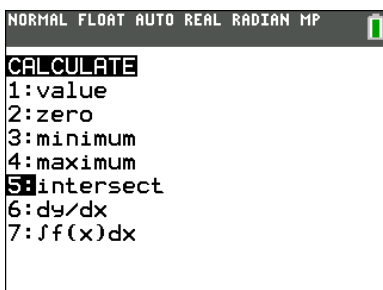 NORMAL FLOAT AUTO REAL RADIAN MP
CALCULATE
1:value
2:zero
3:minimum
4:maximum
5:intersect
6:dy/dx
7:∫f(x)dx